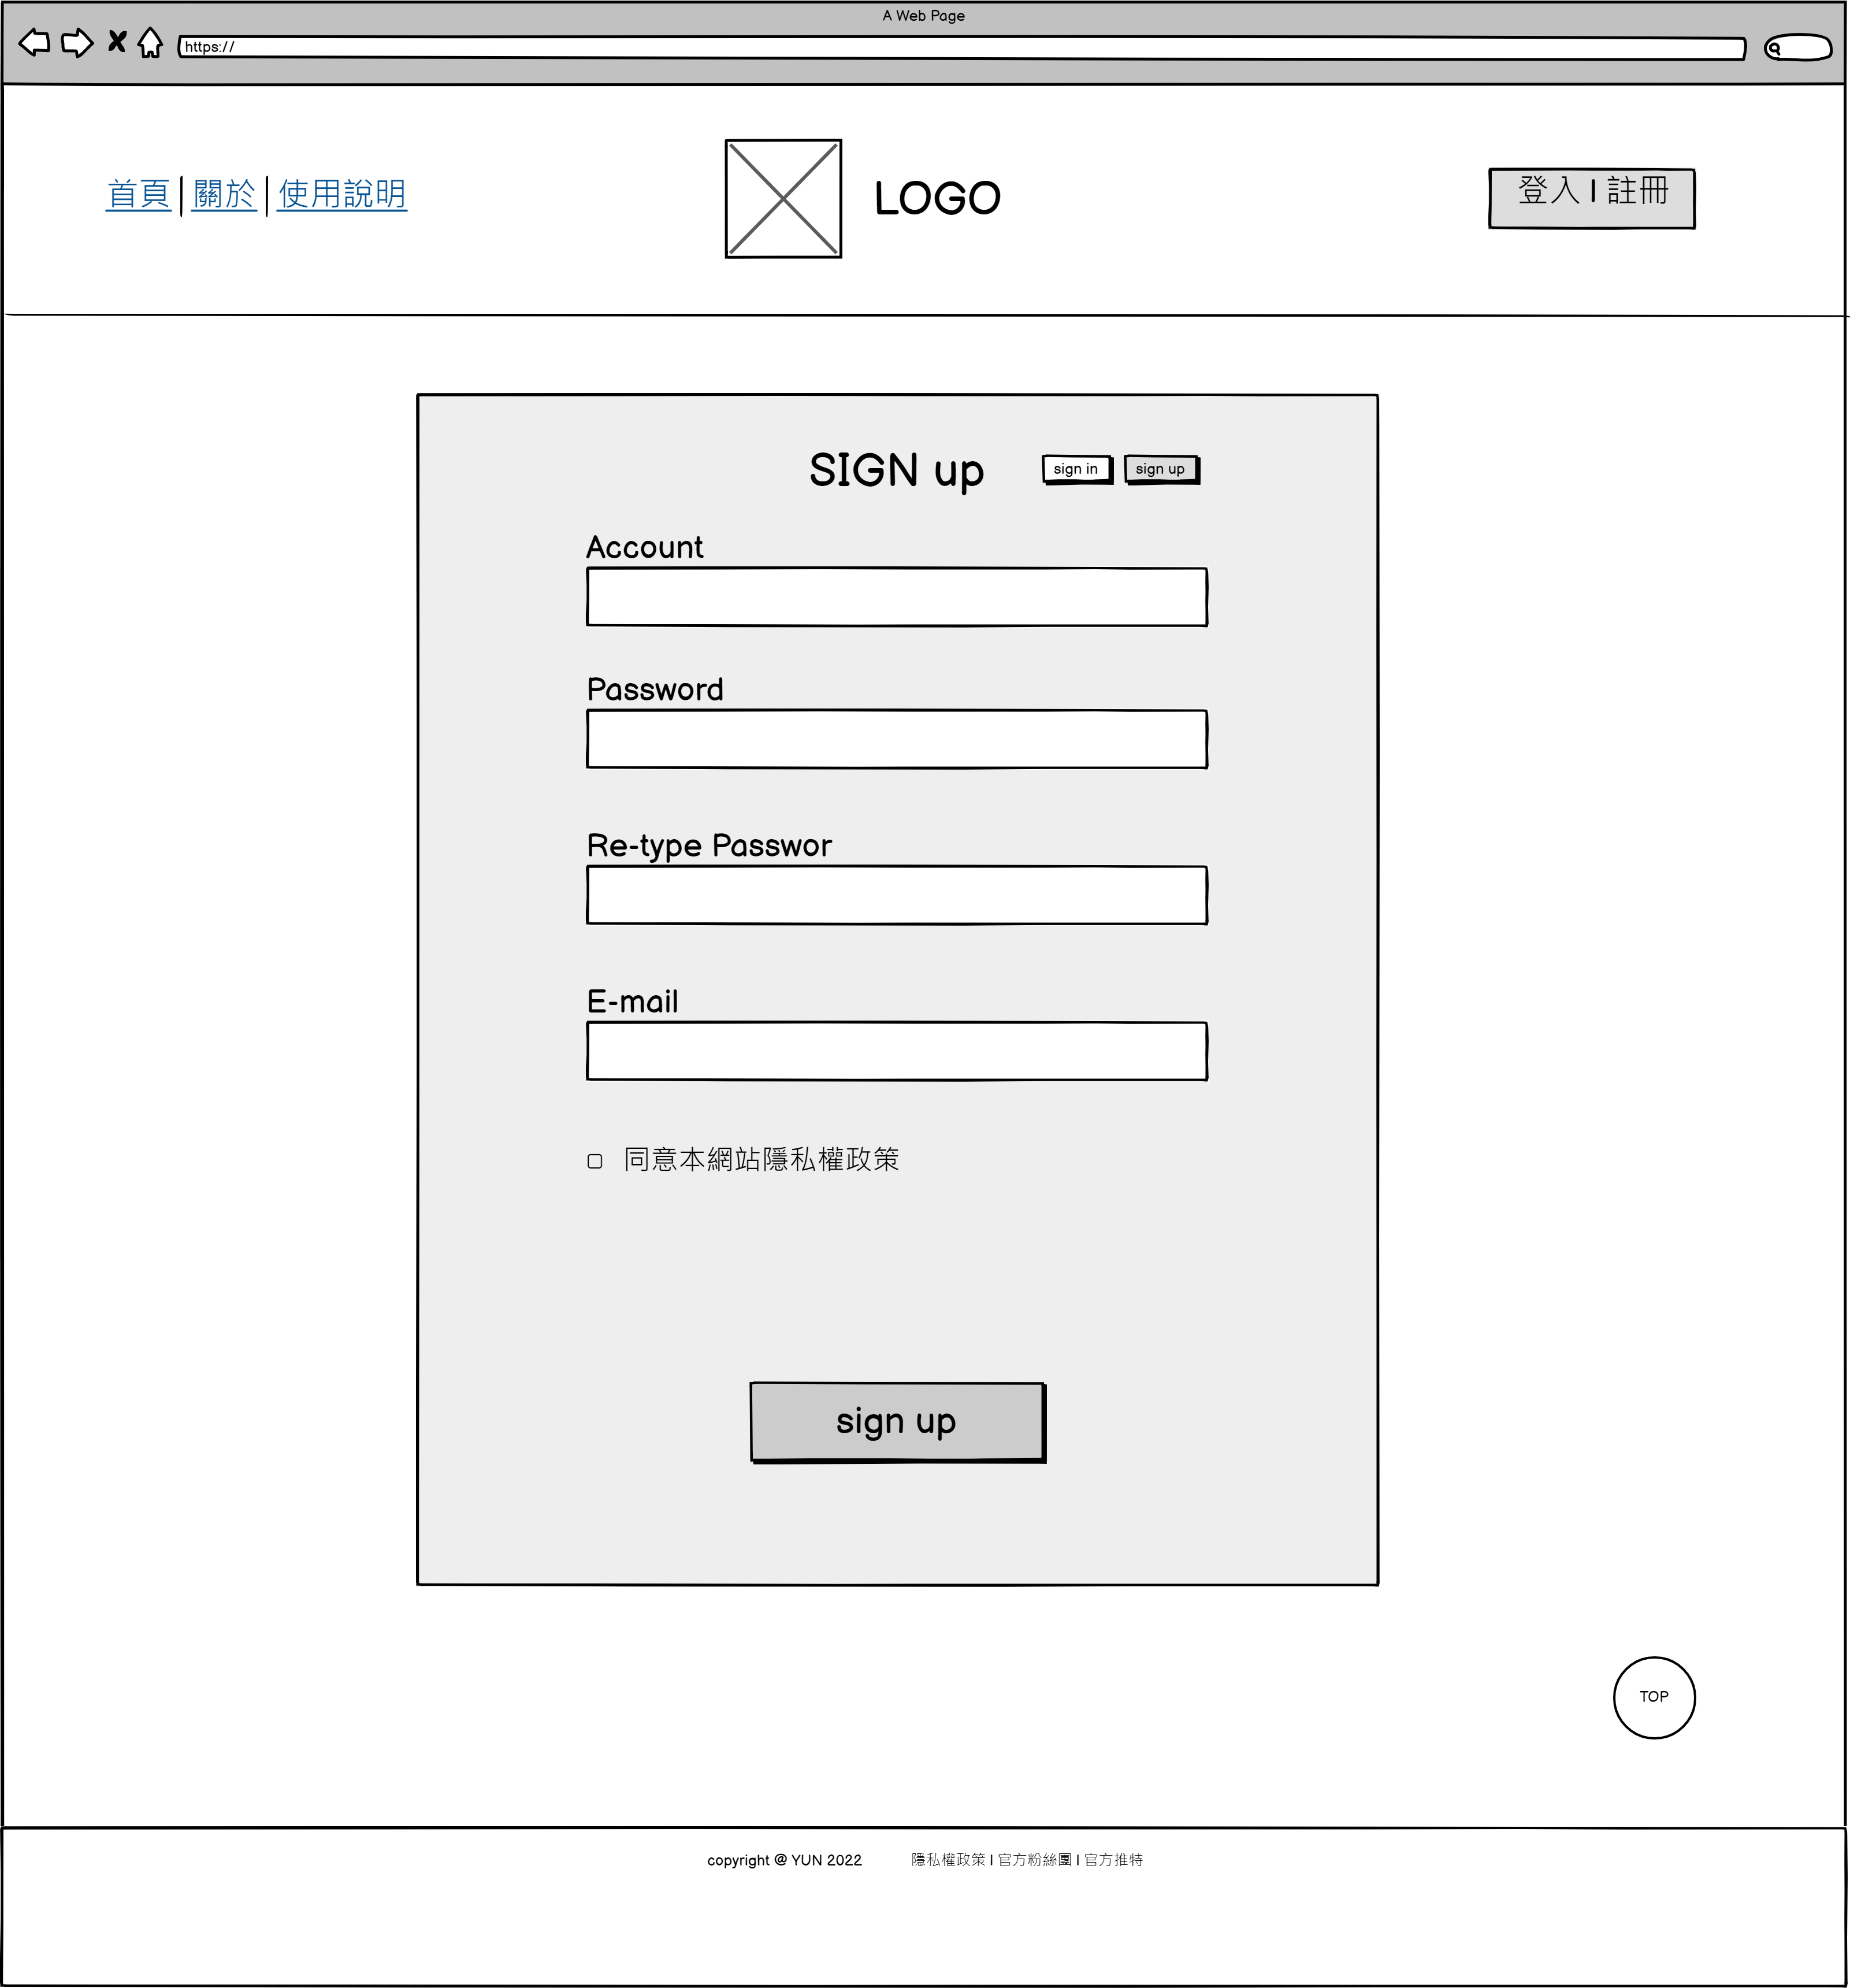 A Web Page
https://
首頁 | 關於 | 使用說明
LOGO
登入 I 註冊
SIGN up
sign in
sign up
Account
Password
Re-type Passwor
E-mail
同意本網站隱私權政策
sign up
TOP
copyright @ YUN 2022
隱私權政策 I 官方粉絲團 I 官方推特